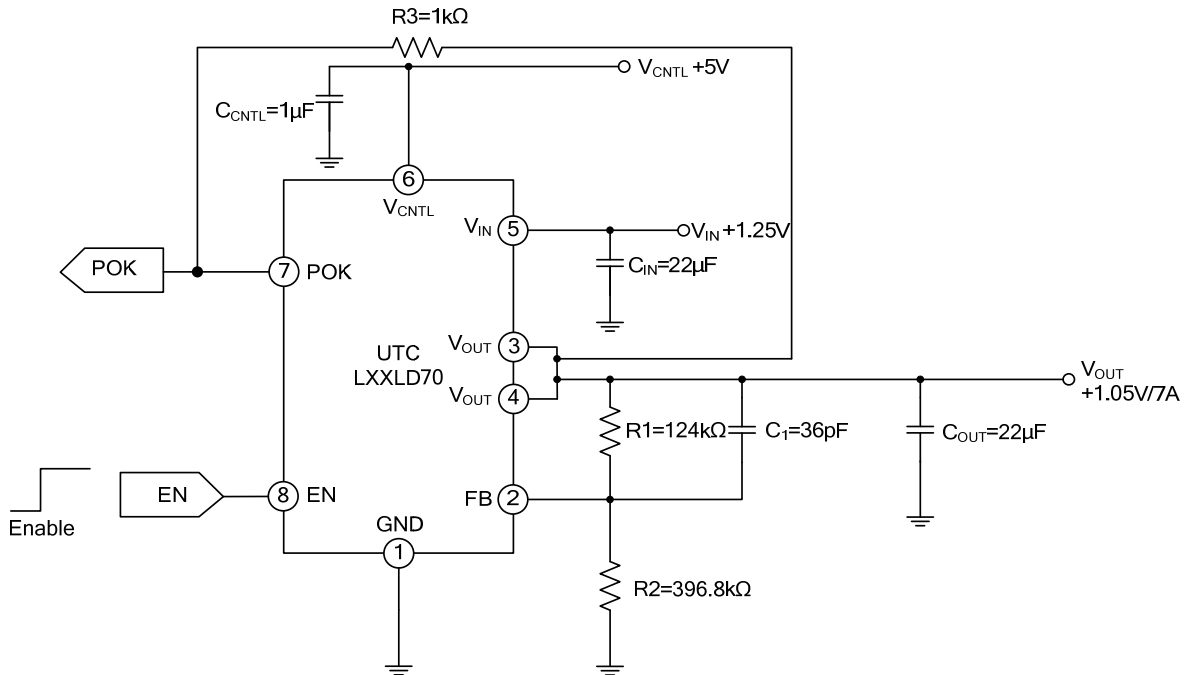 R3=1kΩ
VCNTL +5V
CCNTL=1µF
6
VCNTL
VIN
5
VIN +1.25V
CIN=22µF
POK
7
POK
VOUT
3
UTC
LXXLD70
VOUT
4
VOUT
+1.05V/7A
R1=124kΩ
C1=36pF
COUT=22µF
EN
8
EN
FB
2
Enable
GND
1
R2=396.8kΩ